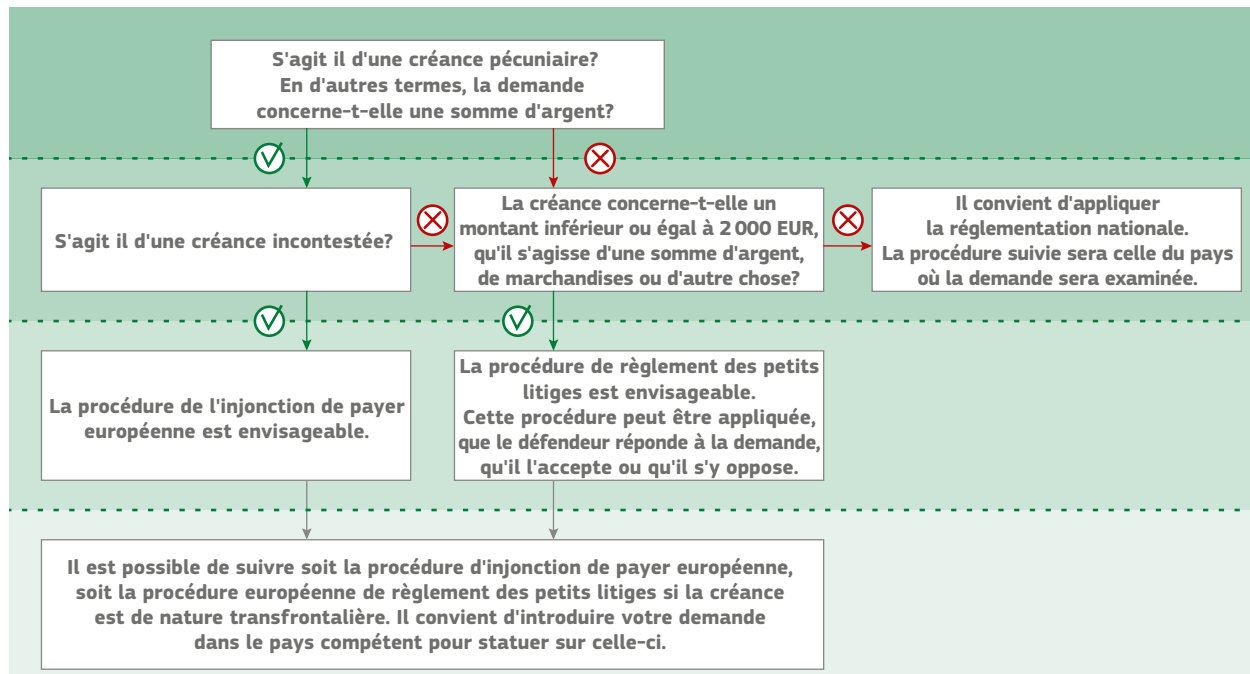 S'agit il d'une créance pécuniaire?
En d'autres termes, la demande
concerne-t-elle une somme d'argent?
S'agit il d'une créance incontestée?
La créance concerne-t-elle un
montant inférieur ou égal à 2 000 EUR,
qu'il s'agisse d'une somme d'argent,
de marchandises ou d'autre chose?
Il convient d'appliquer
la réglementation nationale.
La procédure suivie sera celle du pays
où la demande sera examinée.
La procédure de l'injonction de payer
européenne est envisageable.
La procédure de règlement des petits
litiges est envisageable.
Cette procédure peut être appliquée,
que le défendeur réponde à la demande,
qu'il l'accepte ou qu'il s'y oppose.
Il est possible de suivre soit la procédure d'injonction de payer européenne,
soit la procédure européenne de règlement des petits litiges si la créance
est de nature transfrontalière. Il convient d'introduire votre demande
dans le pays compétent pour statuer sur celle-ci.